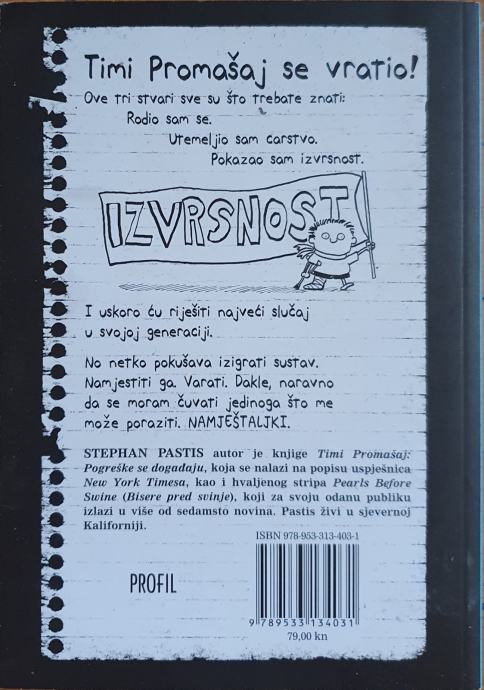 Timi Promašaj se vratio!
Ove tri stvari sve su što trebate znati:
Rodio sam se.
Utemeljio sam carstvo.
Pokazao sam izvrsnost.
IZVRSNOST
I uskoro ću riješiti najveći slučaj
u svojoj generaciji.
No netko pokušava izigrati sustav.
Namjestiti ga. Varati. Dakle, naravno
da se moram čuvati jedinoga što me
može poraziti. NAMJEŠTALJKI.
STEPHAN PASTIS autor je knjige Timi Promašaj:
Pogreške se događaju, koja se nalazi na popisu uspješnica
New York Timesa, kao i hvaljenog stripa Pearls Before
Swine (Bisere pred svinje), koji za svoju odanu publiku
izlazi u više od sedamsto novina. Pastis živi u sjevernoj
Kaliforniji.
ISBN 978-953-313-403-1
PROFIL
9 789533 134031
79,00 kn